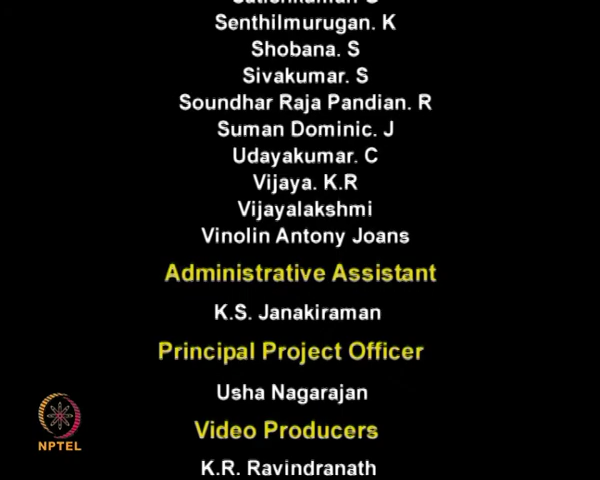 Senthilmurugan. K
Shobana. S
Sivakumar. S
Soundhar Raja Pandian. R
Suman Dominic. J
Udayakumar. C
Vijaya. K.R
Vijayalakshmi
Vinolin Antony Joans
Administrative Assistant
K.S. Janakiraman
Principal Project Officer
Usha Nagarajan
Video Producers
K.R. Ravindranath
NPTEL